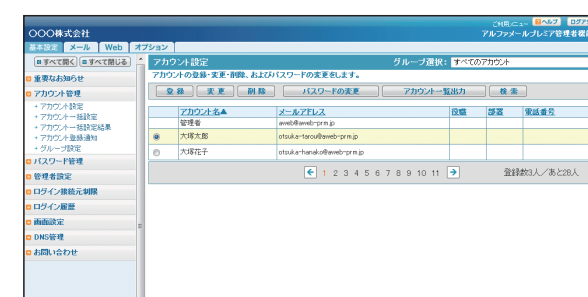 ご利用メニュー ヘルプ ログアウ
〇〇〇株式会社
アルファメールプレミア管理者機能
基本設定 メール Web オプション
すべて開く すべて閉じる
重要なお知らせ
アカウント管理
アカウント設定
アカウント一括設定
アカウント一括設定結果
アカウント登録通知
グループ設定
パスワード管理
管理者設定
ログイン接続元制限
ログイン履歴
画面設定
DNS管理
お問い合わせ
アカウント設定 グループ選択: すべてのアカウント
アカウントの登録・変更・削除、およびパスワードの変更をします。
登録 変更 削除 パスワードの変更 アカウント一覧出力 検索
アカウント名▲ メールアドレス 役職 部署 電話番号
管理者 aweb@aweb-prm.jp
大塚太郎 otsuka-tarou@aweb-prm.jp
大塚花子 otsuka-hanako@aweb-prm.jp
1 2 3 4 5 6 7 8 9 10 11 登録数3人/あと28人